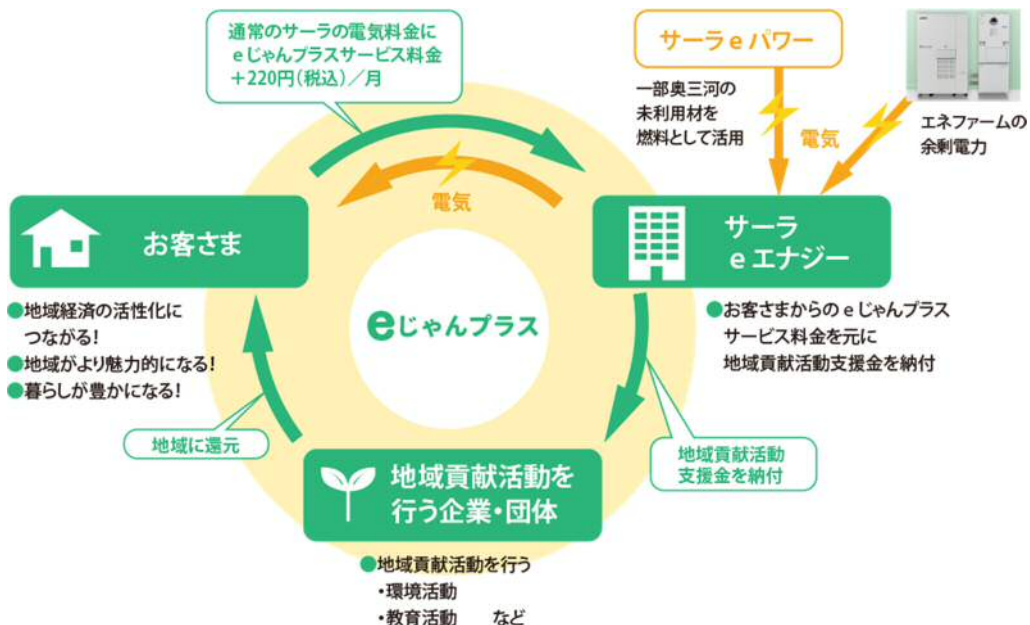 通常のサーラの電気料金に
eじゃんプラスサービス料金
＋220円(税込)／月
サーラeパワー
一部奥三河の
未利用材を
燃料として活用
電気
エネファームの
余剰電力
電気
お客さま
サーラ
eエナジー
eじゃんプラス
●地域経済の活性化に
つながる!
●地域がより魅力的になる!
●暮らしが豊かになる!
●お客さまからのeじゃんプラス
サービス料金を元に
地域貢献活動支援金を納付
地域に還元
地域貢献活動
支援金を納付
地域貢献活動を
行う企業・団体
●地域貢献活動を行う
・環境活動
・教育活動　など